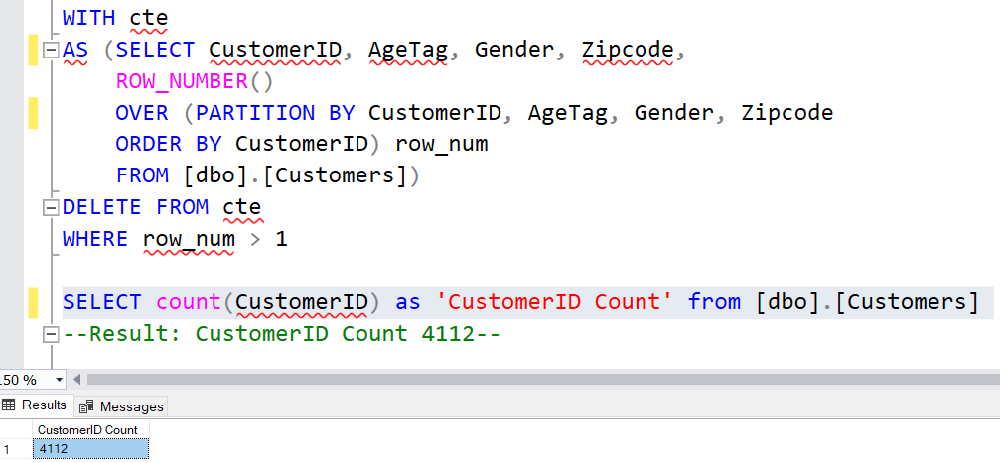 WITH cte
AS (SELECT CustomerID, AgeTag, Gender, Zipcode,
ROW_NUMBER()
OVER (PARTITION BY CustomerID, AgeTag, Gender, Zipcode
ORDER BY CustomerID) row_num
FROM [dbo].[Customers])
DELETE FROM cte
WHERE row_num > 1
SELECT count(CustomerID) as 'CustomerID Count' from [dbo].[Customers]
--Result: CustomerID Count 4112--
50 %
Results Messages
CustomerID Count
1 4112